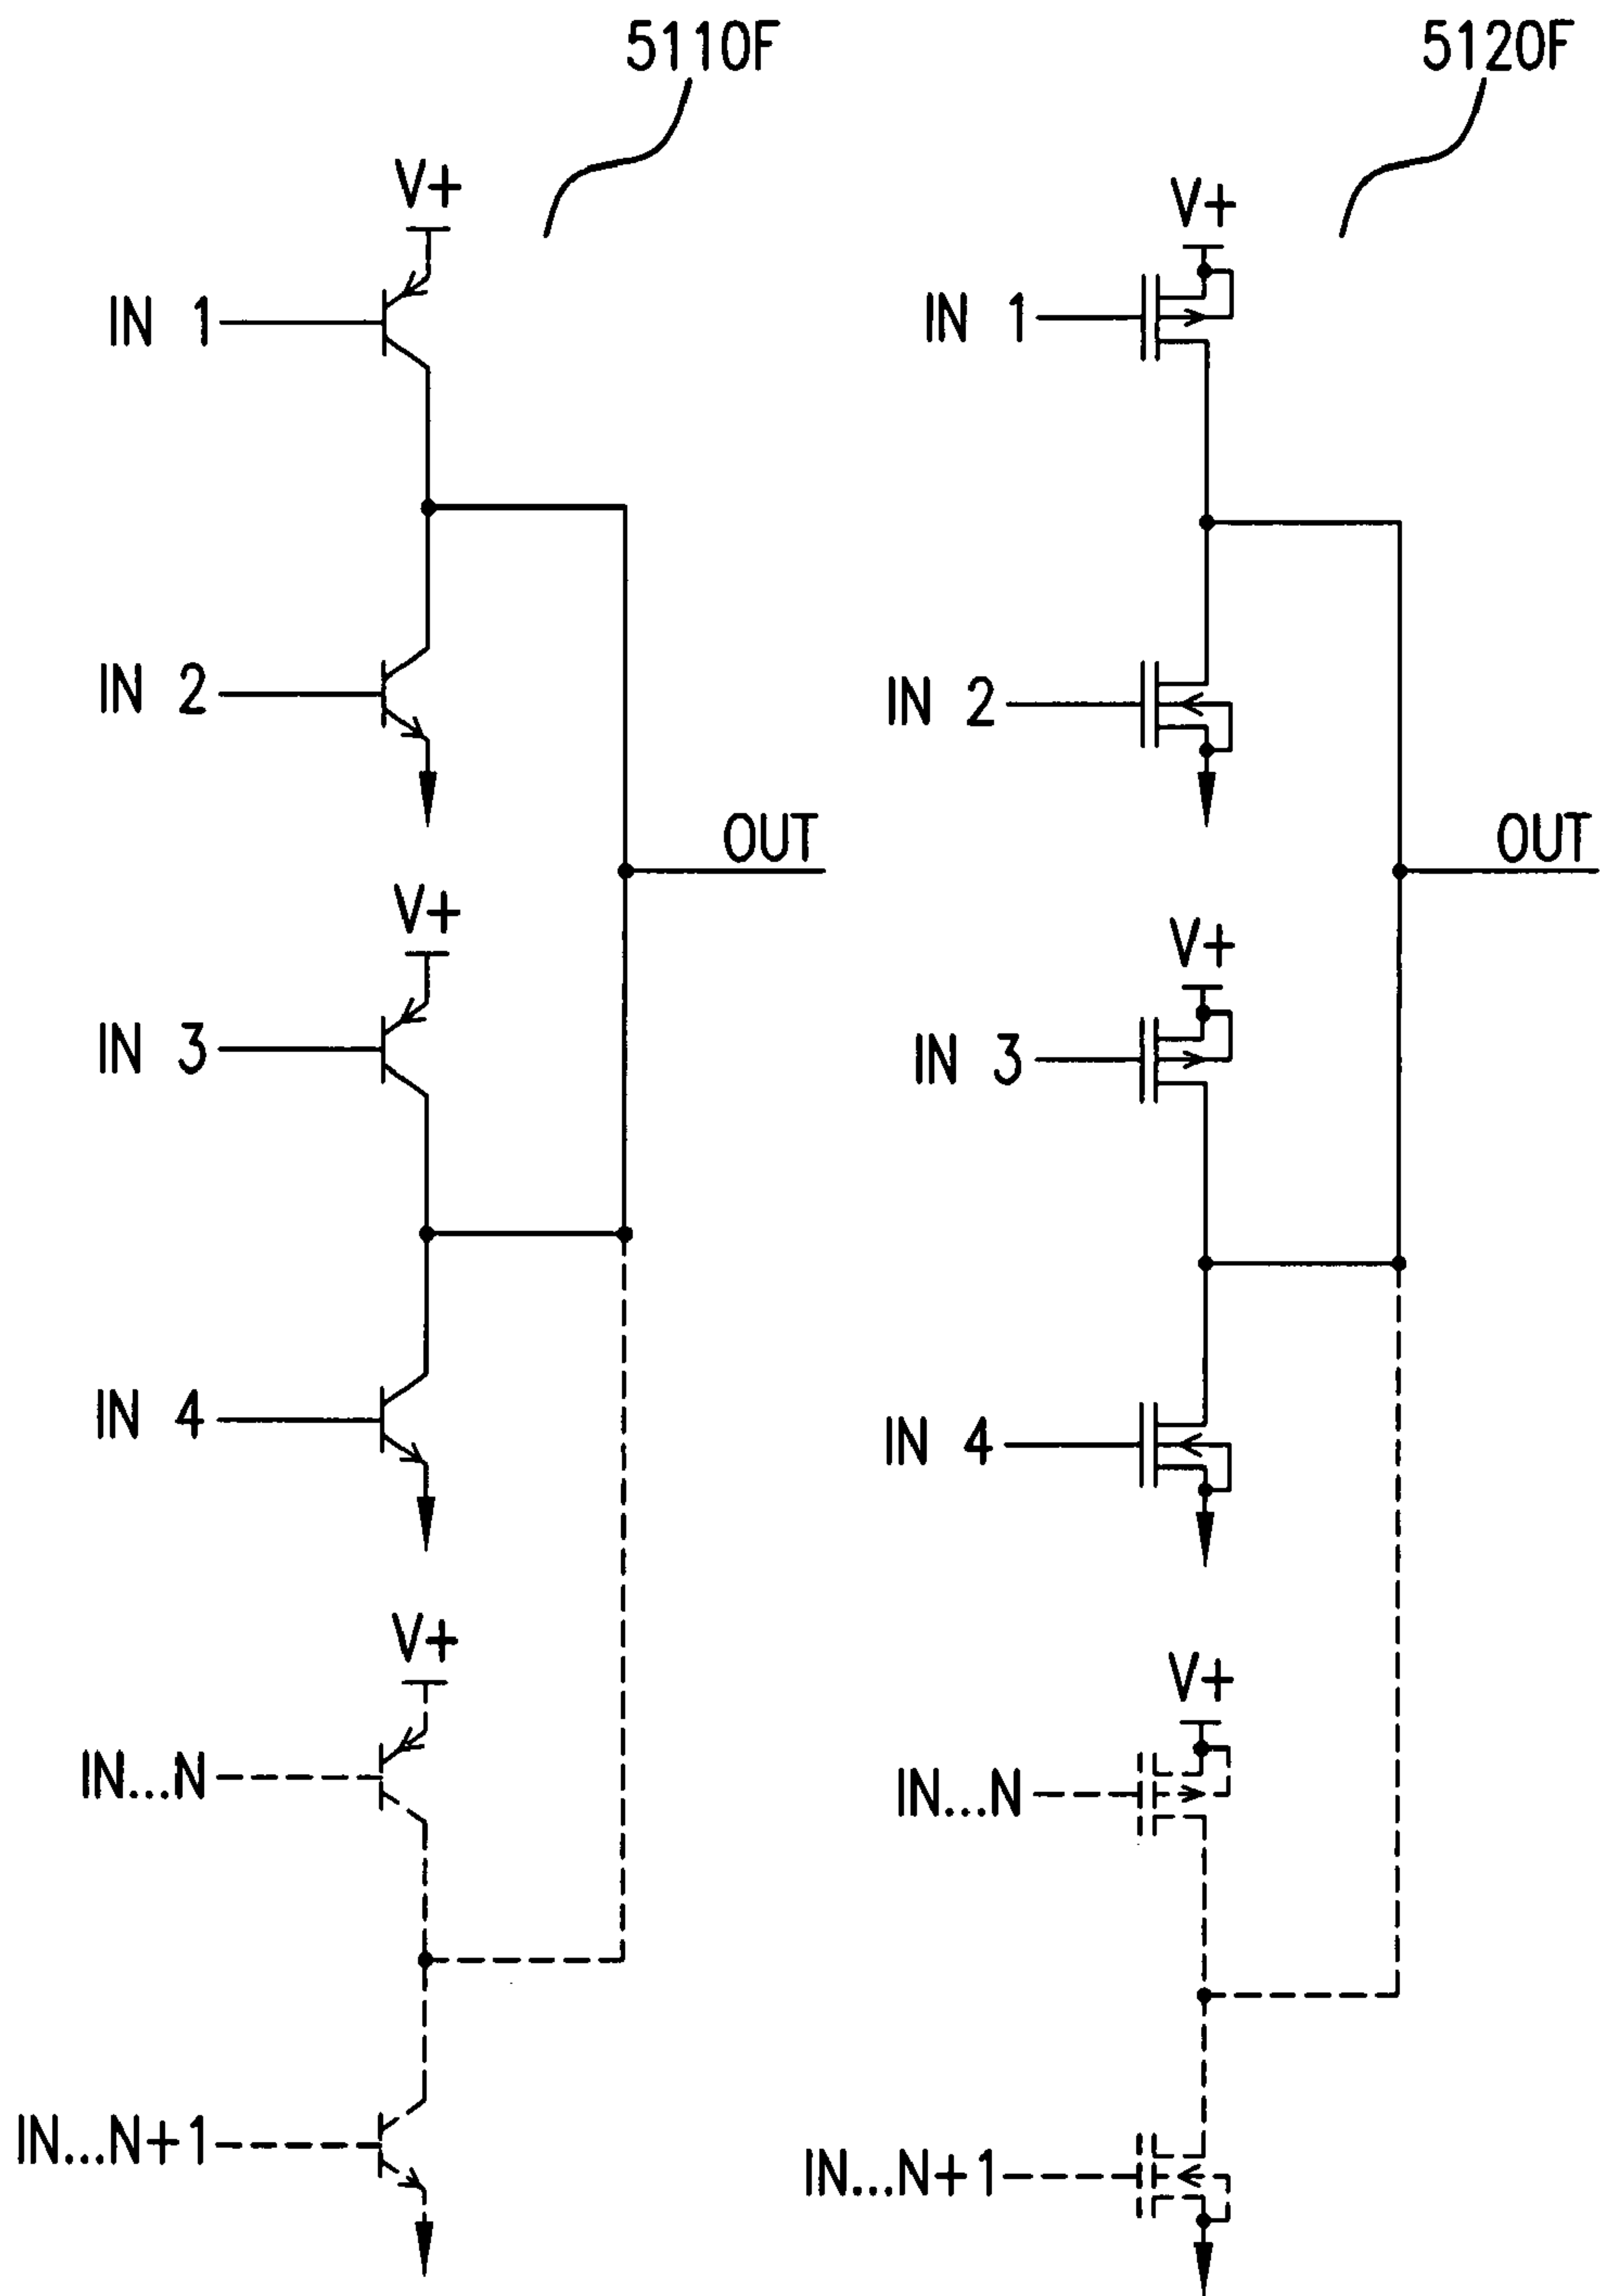 5110F
5120F
V+
IN 1
IN 2
OUT
V+
IN 3
IN 4
V+
IN...N
IN...N+1
V+
IN 1
IN 2
OUT
V+
IN 3
IN 4
V+
IN...N
IN...N+1